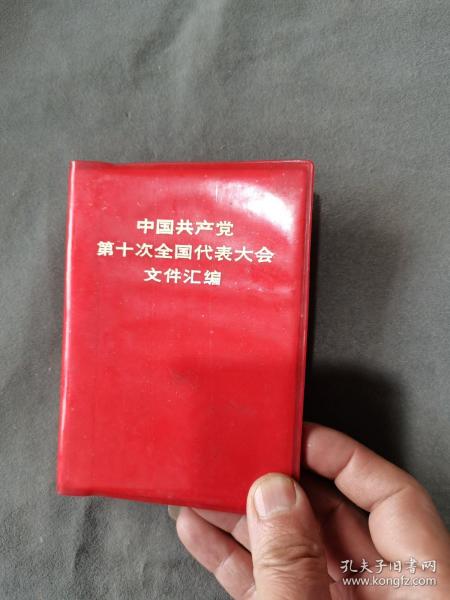 中国共产党
第十次全国代表大会
文件汇编
孔夫子旧书网
www.kongfz.com